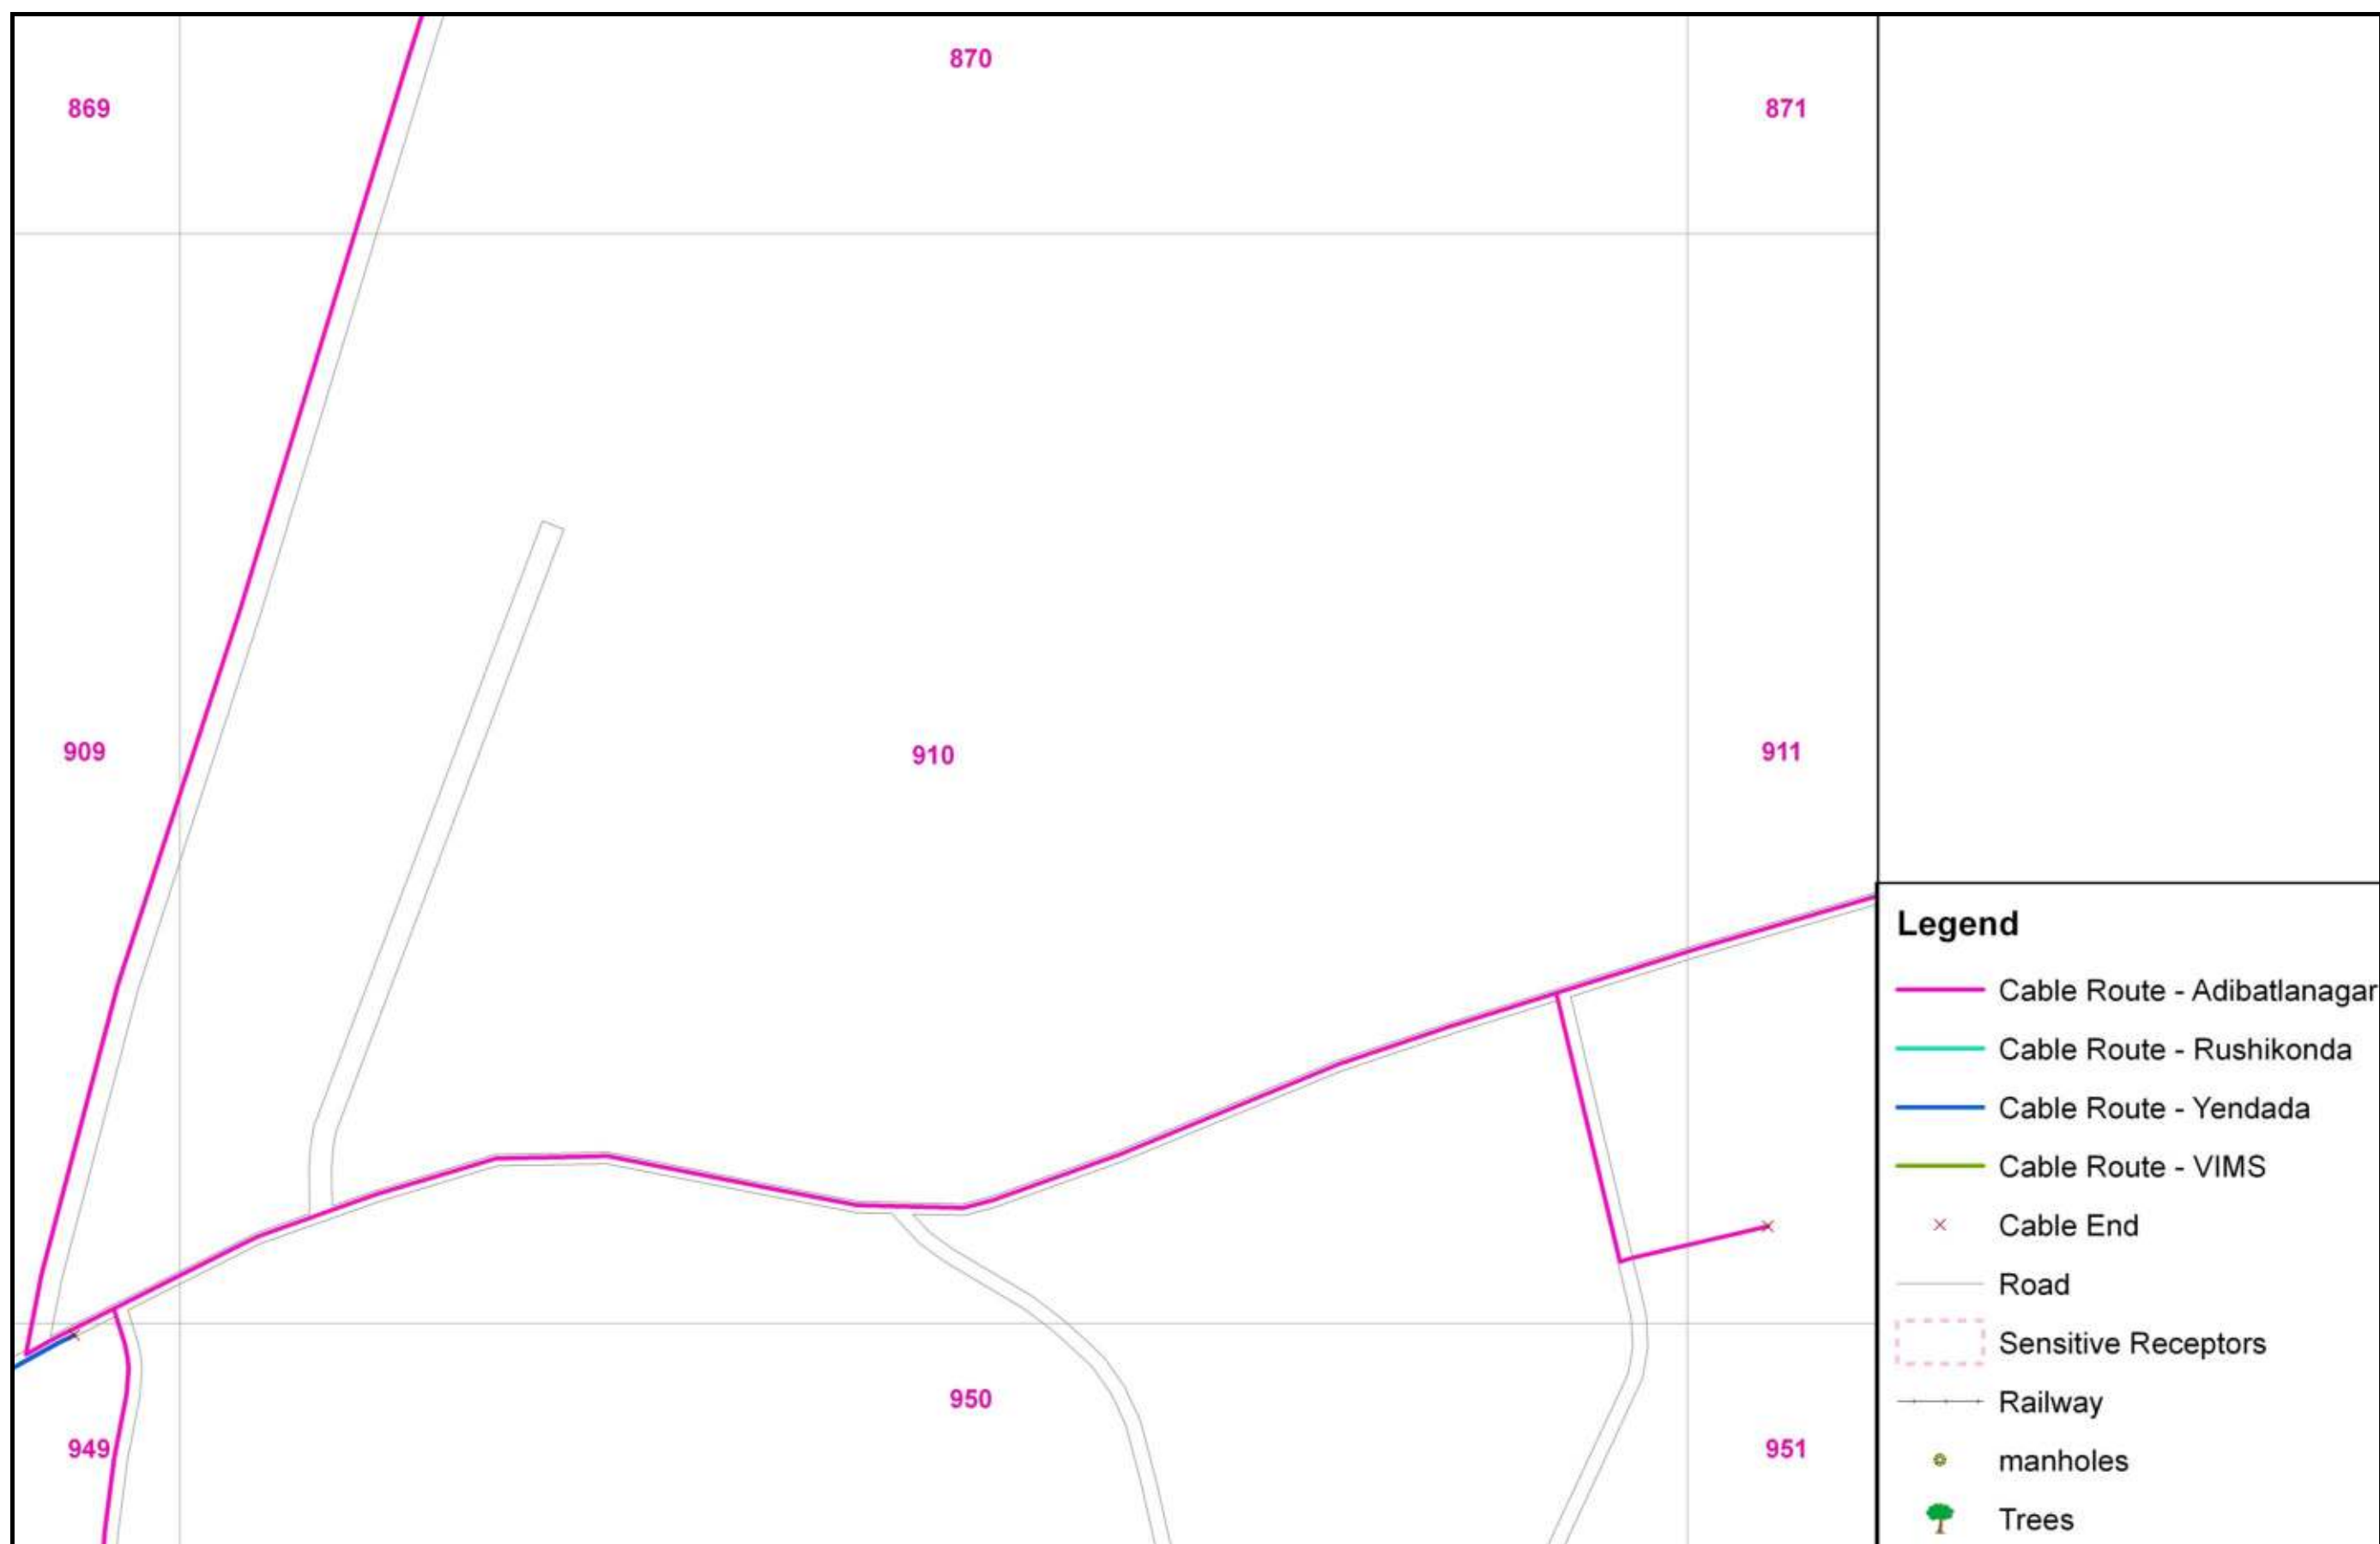 870
869
871
909
910
911
950
949
951
Legend
Cable Route - Adibatlanagar
Cable Route - Rushikonda
Cable Route - Yendada
Cable Route - VIMS
Cable End
Road
Sensitive Receptors
Railway
manholes
Trees